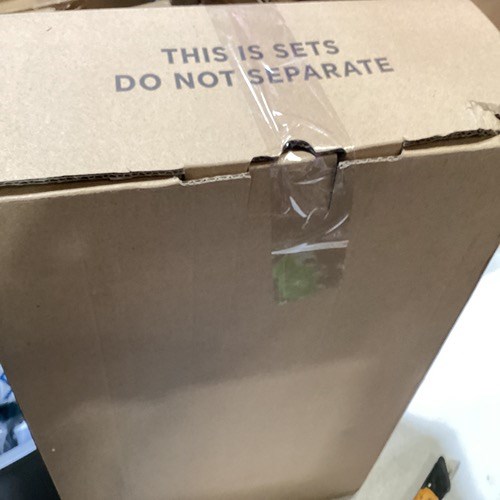 THIS IS SETS
DO NOT SEPARATE